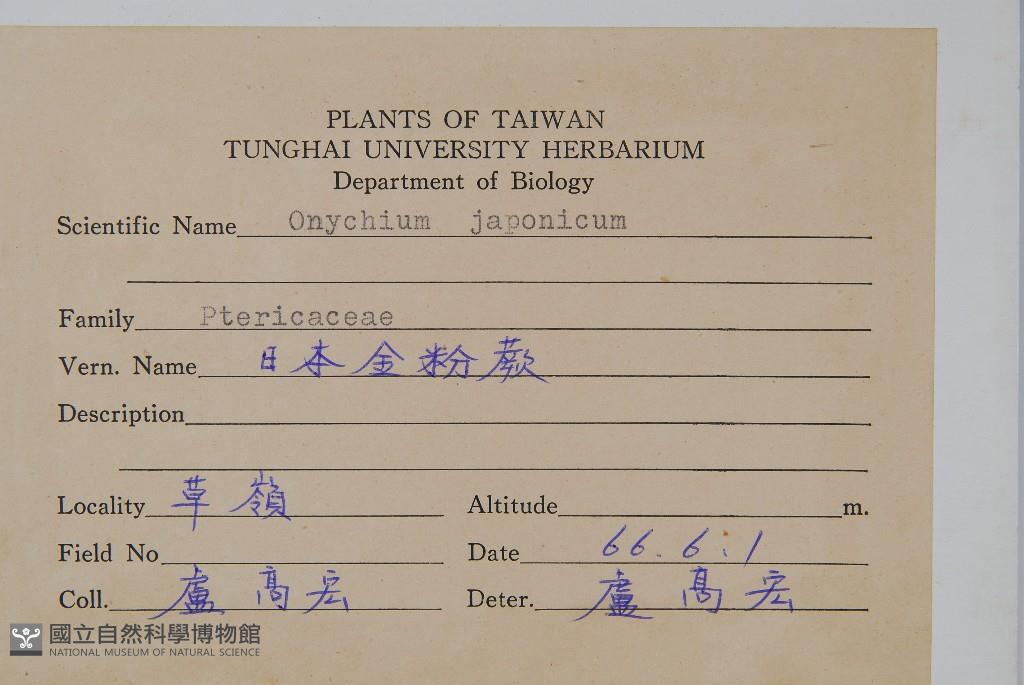 PLANTS OF TAIWAN
TUNGHAI UNIVERSITY HERBARIUM
Department of Biology
Scientific Name Onychium japonicum
Family Ptericaceae
Vern. Name 日本金粉蕨
Description
Locality 草嶺 Altitude m.
Field No Date 66.6.1
Coll. 盧高宏 Deter. 盧高宏
國立自然科學博物館
NATIONAL MUSEUM OF NATURAL SCIENCE